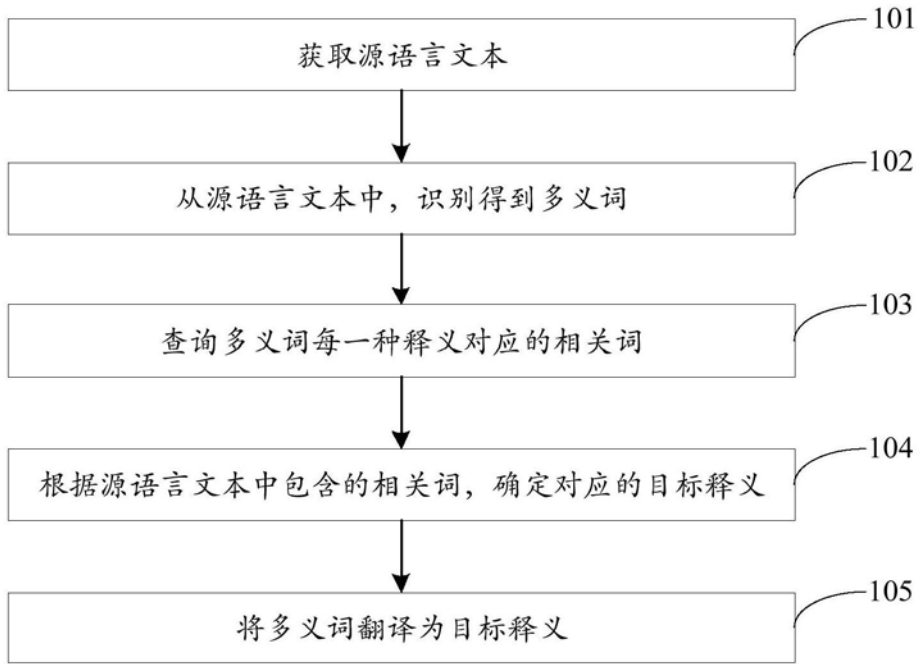 101
获取源语言文本
102
从源语言文本中，识别得到多义词
103
查询多义词每一种释义对应的相关词
104
根据源语言文本中包含的相关词，确定对应的目标释义
105
将多义词翻译为目标释义